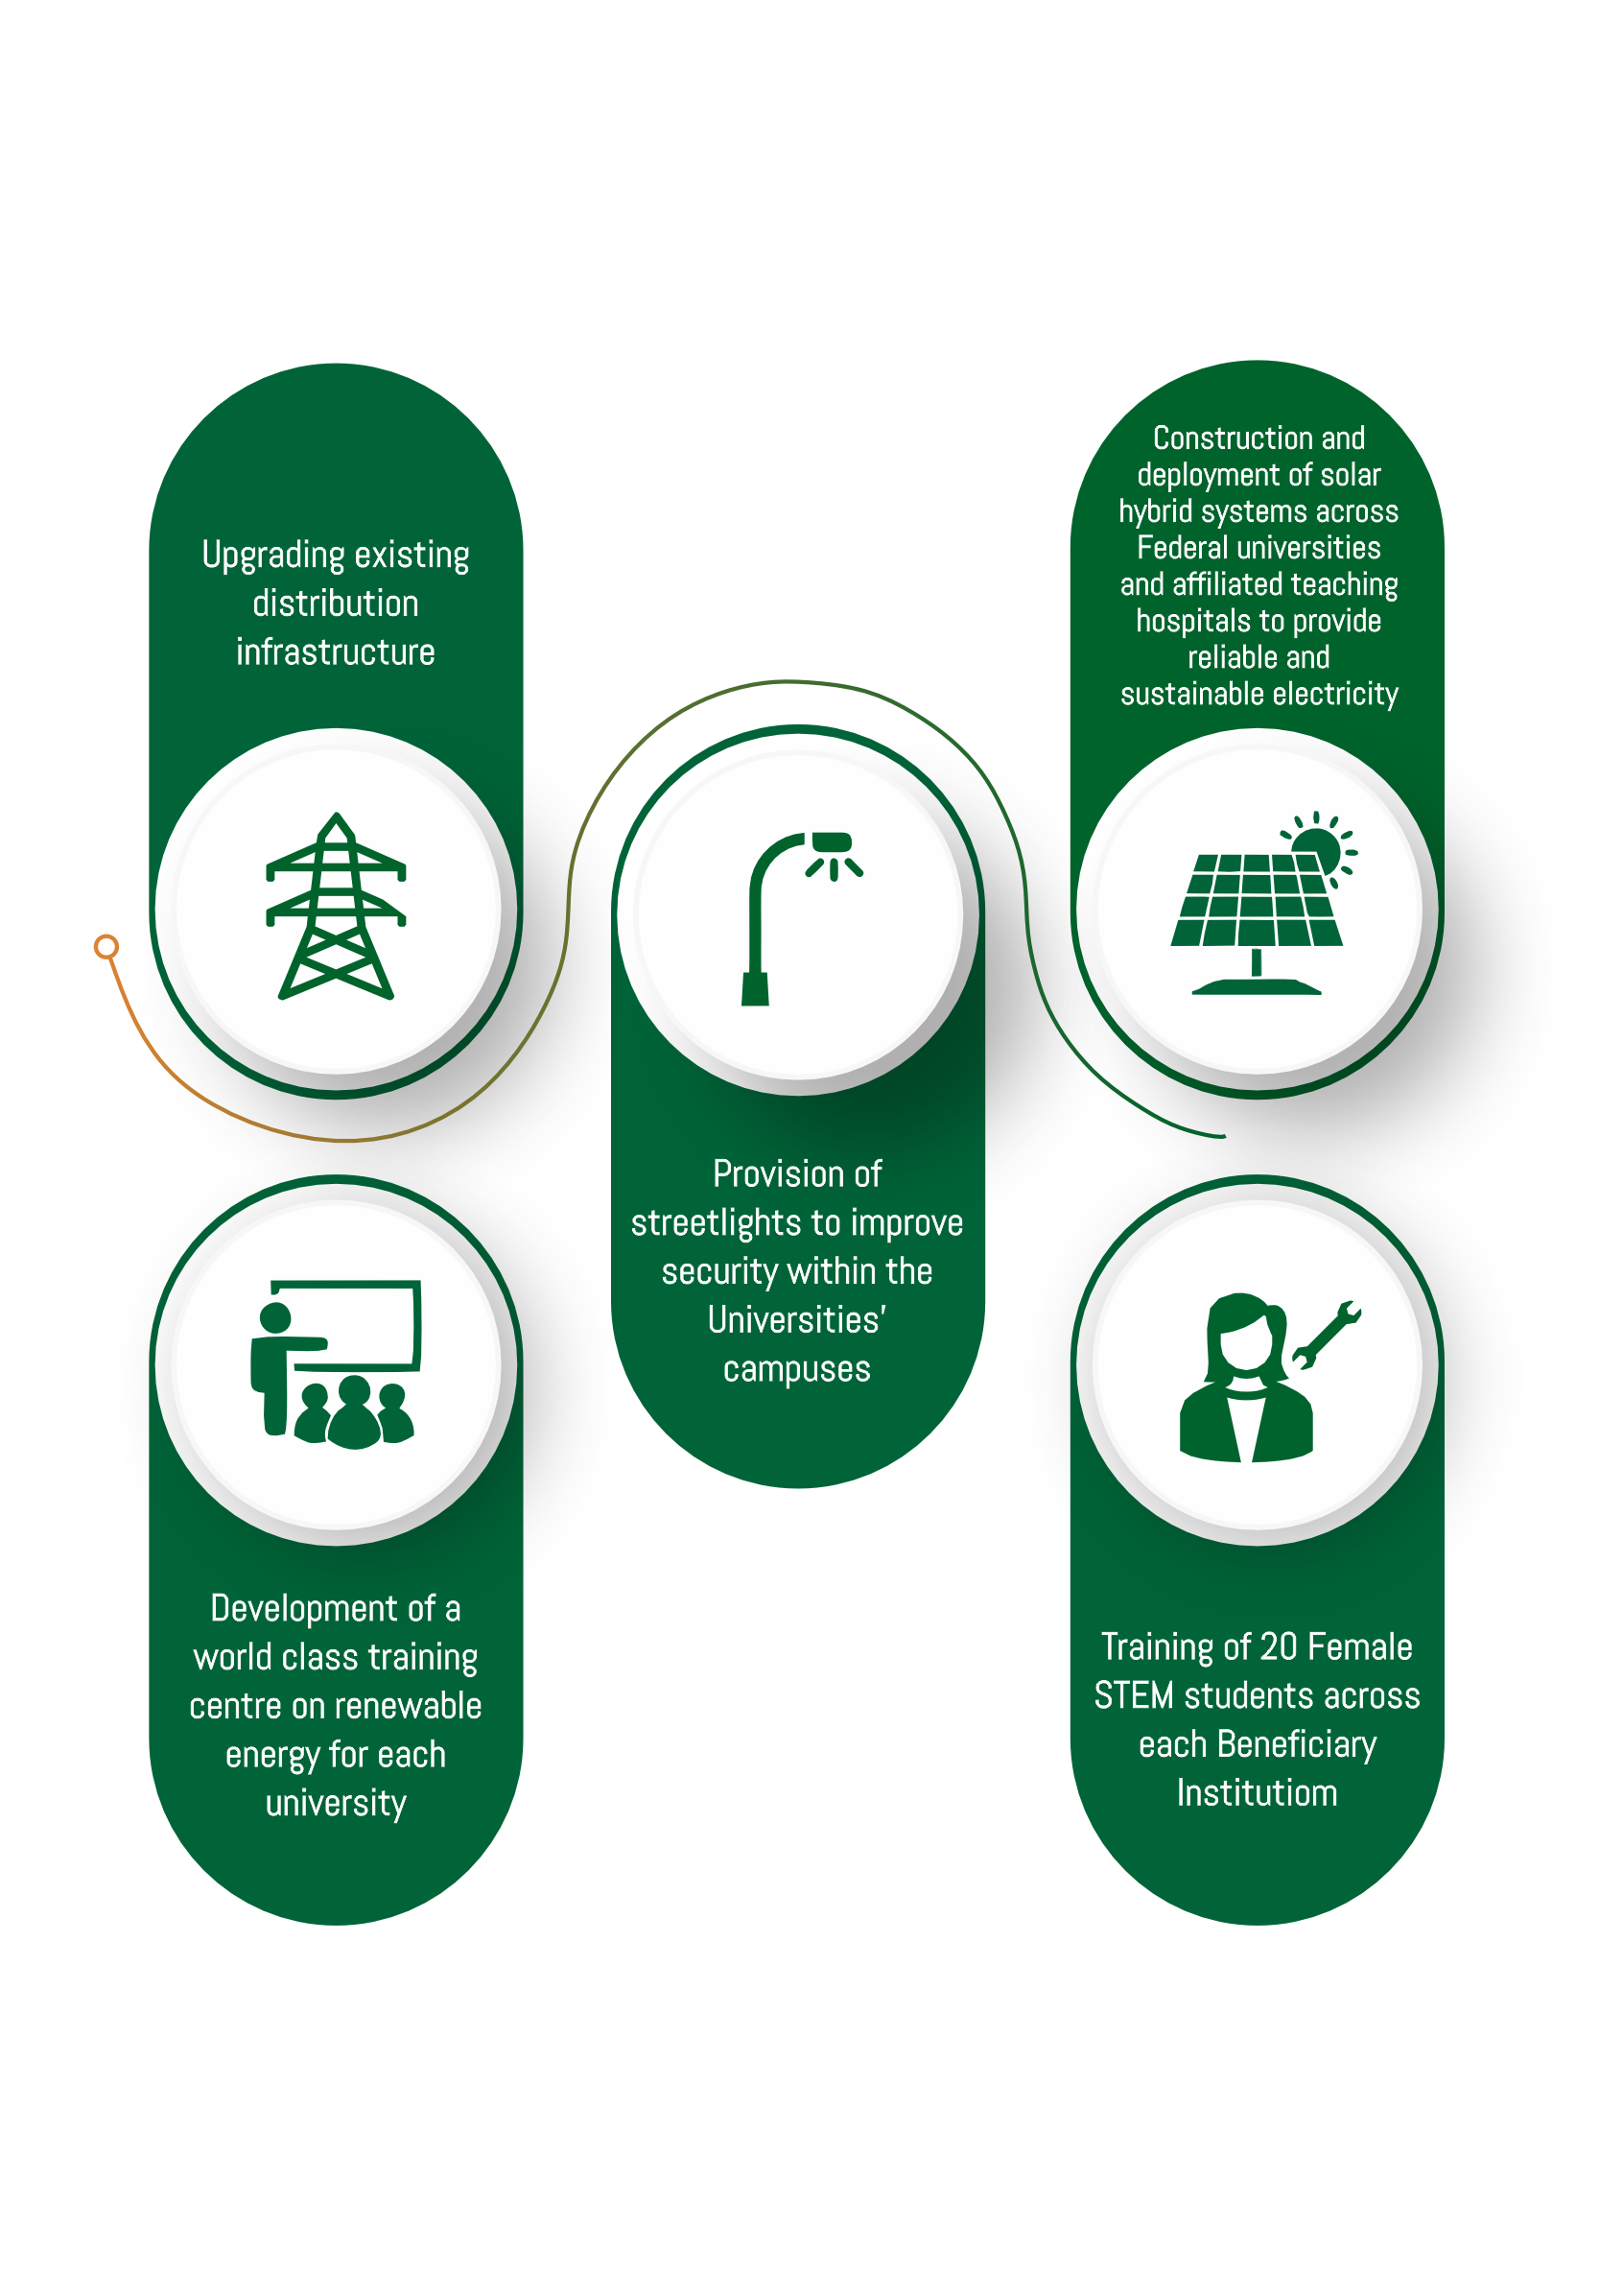 Upgrading existing
distribution
infrastructure
Construction and
deployment of solar
hybrid systems across
Federal universities
and affiliated teaching
hospitals to provide
reliable and
sustainable electricity
Provision of
streetlights to improve
security within the
Universities'
campuses
Development of a
world class training
centre on renewable
energy for each
university
Training of 20 Female
STEM students across
each Beneficiary
Institutiom